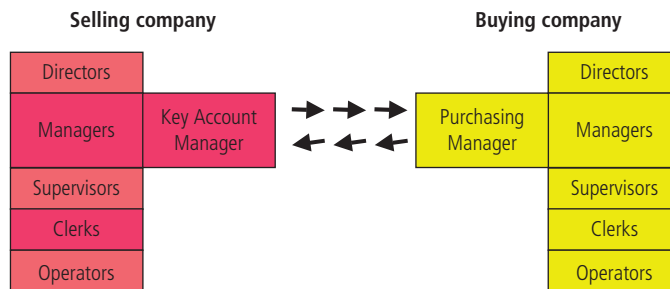 Selling company
Buying company
Directors
Managers
Key Account
Manager
Supervisors
Clerks
Operators
Purchasing
Manager
Directors
Managers
Supervisors
Clerks
Operators